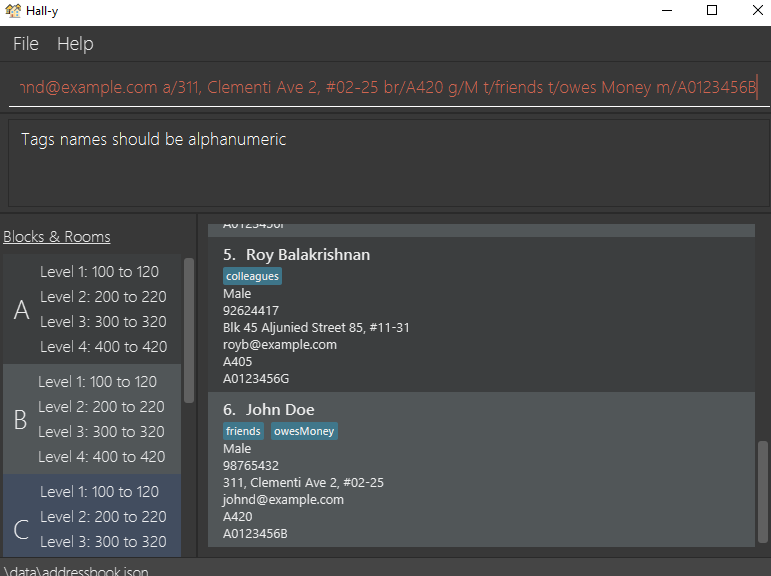 Hall-y
File Help
hnd@example.com a/311, Clementi Ave 2, #02-25 br/A420 g/M t/friends t/owes Money m/A0123456B
Tags names should be alphanumeric
Blocks & Rooms
A
Level 1: 100 to 120
Level 2: 200 to 220
Level 3: 300 to 320
Level 4: 400 to 420
B
Level 1: 100 to 120
Level 2: 200 to 220
Level 3: 300 to 320
Level 4: 400 to 420
C
Level 1: 100 to 120
Level 2: 200 to 220
Level 3: 300 to 320
5. Roy Balakrishnan
colleagues
Male
92624417
Blk 45 Aljunied Street 85, #11-31
royb@example.com
A405
A0123456G
6. John Doe
friends owesMoney
Male
98765432
311, Clementi Ave 2, #02-25
johnd@example.com
A420
A0123456B
\data\addressbook.json